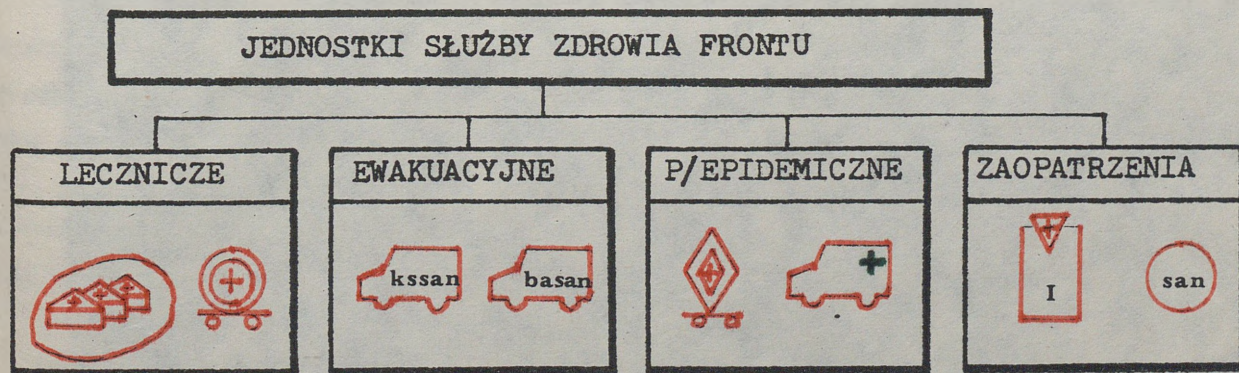 JEDNOSTKI SŁUŻBY ZDROWIA FRONTU
LECZNICZE
EWAKUACYJNE
P/EPIDEMICZNE
ZAOPATRZENIA
kssan
basan
I
san